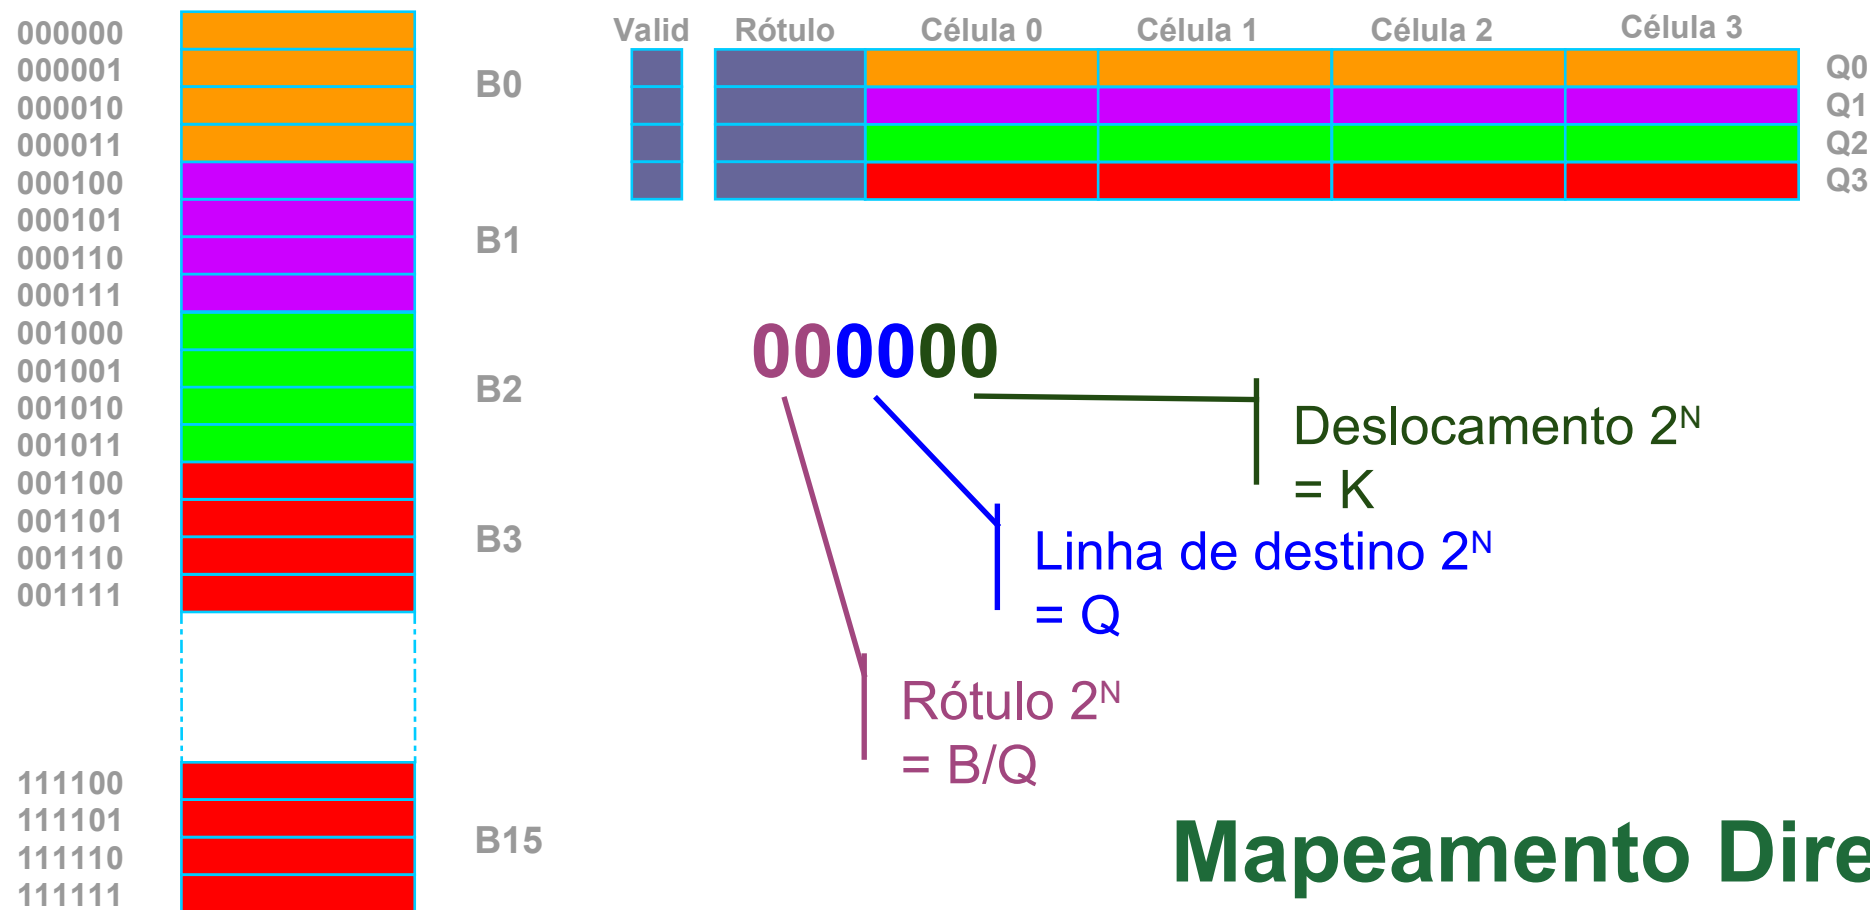 000000
000001
000010
000011
000100
000101
000110
000111
001000
001001
001010
001011
001100
001101
001110
001111
111100
111101
111110
111111
B0
B1
B2
B3
B15
Valid Rótulo Célula 0 Célula 1 Célula 2 Célula 3
Q0
Q1
Q2
Q3
000000
Deslocamento 2ᴺ
= K
Linha de destino 2ᴺ
= Q
Rótulo 2ᴺ
= B/Q
Mapeamento Dire